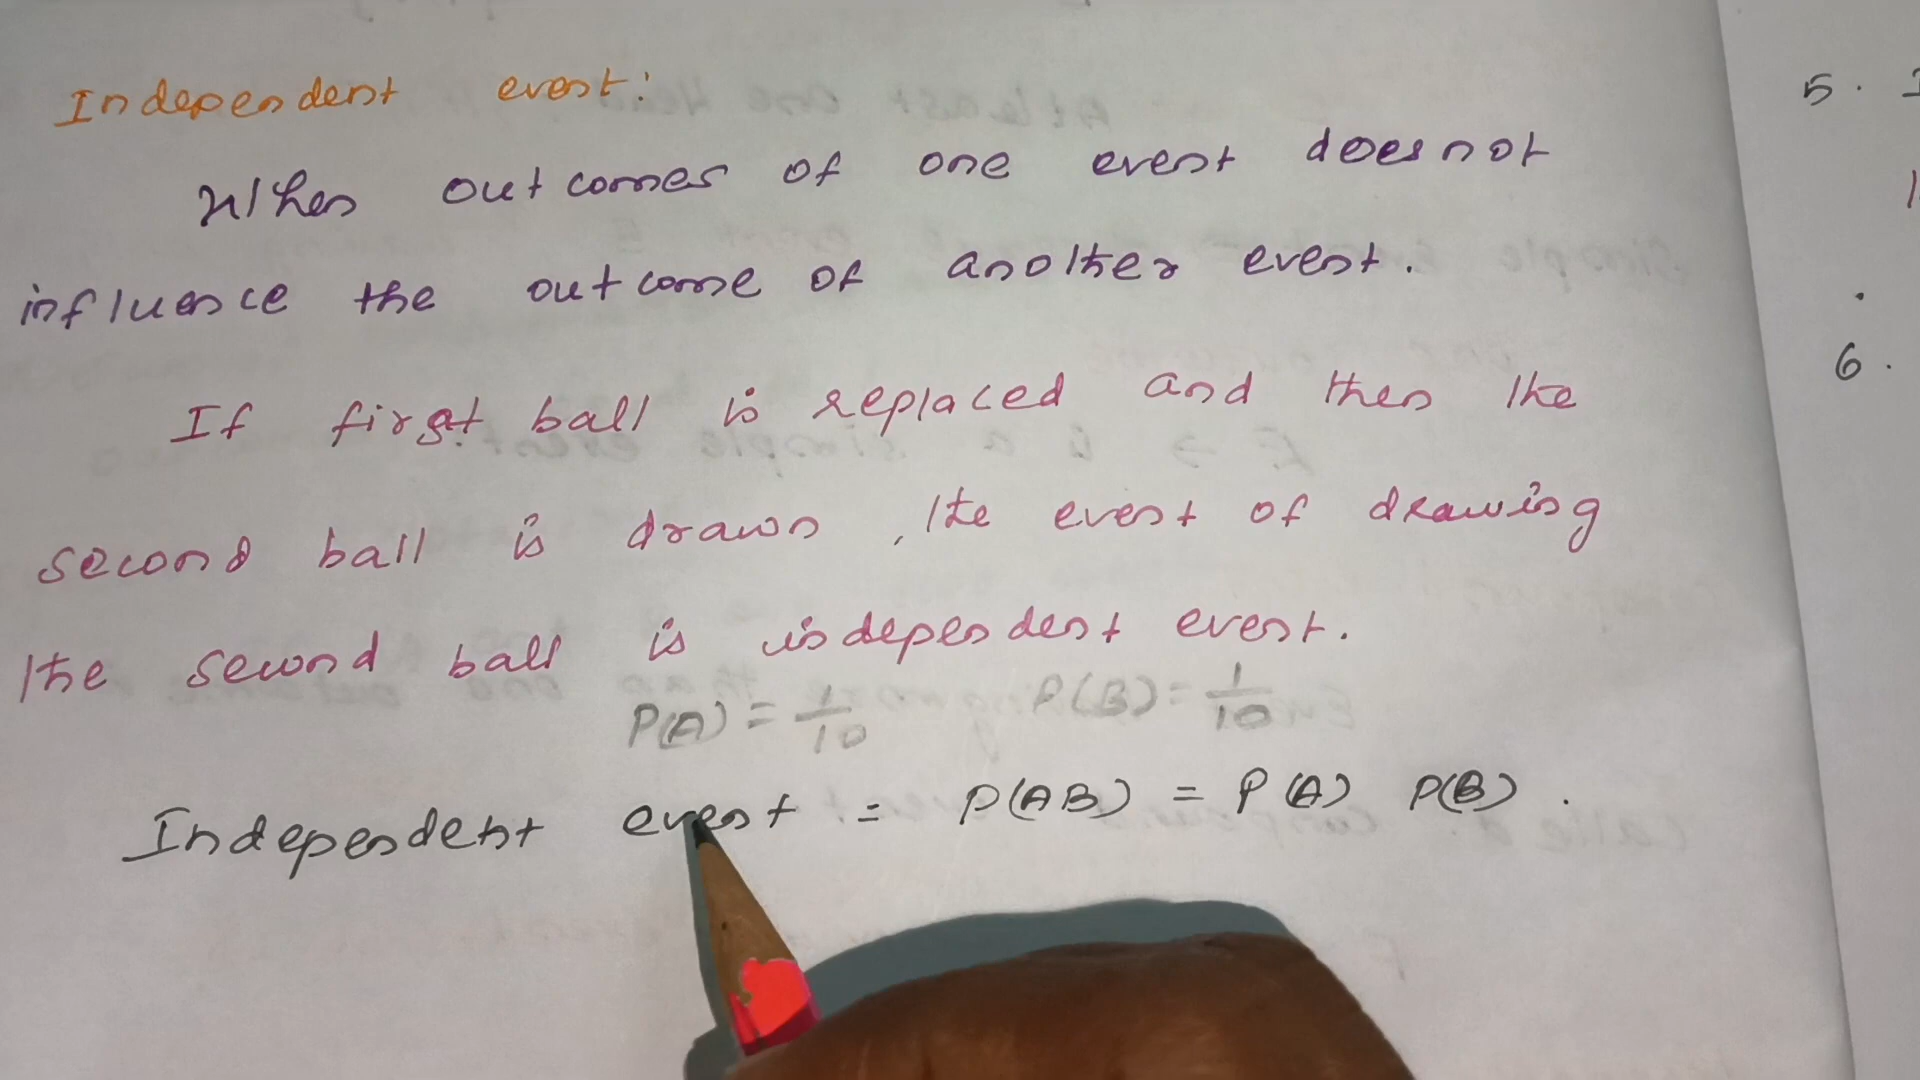 Independent event:
When outcomes of one event does not
influence the outcome of another event.
If first ball is replaced and then the
second ball is drawn, the event of drawing
the second ball is independent event.
P(A) = 1/10 P(B) = 1/10
Independent event = P(AB) = P(A) P(B).
5.
6.